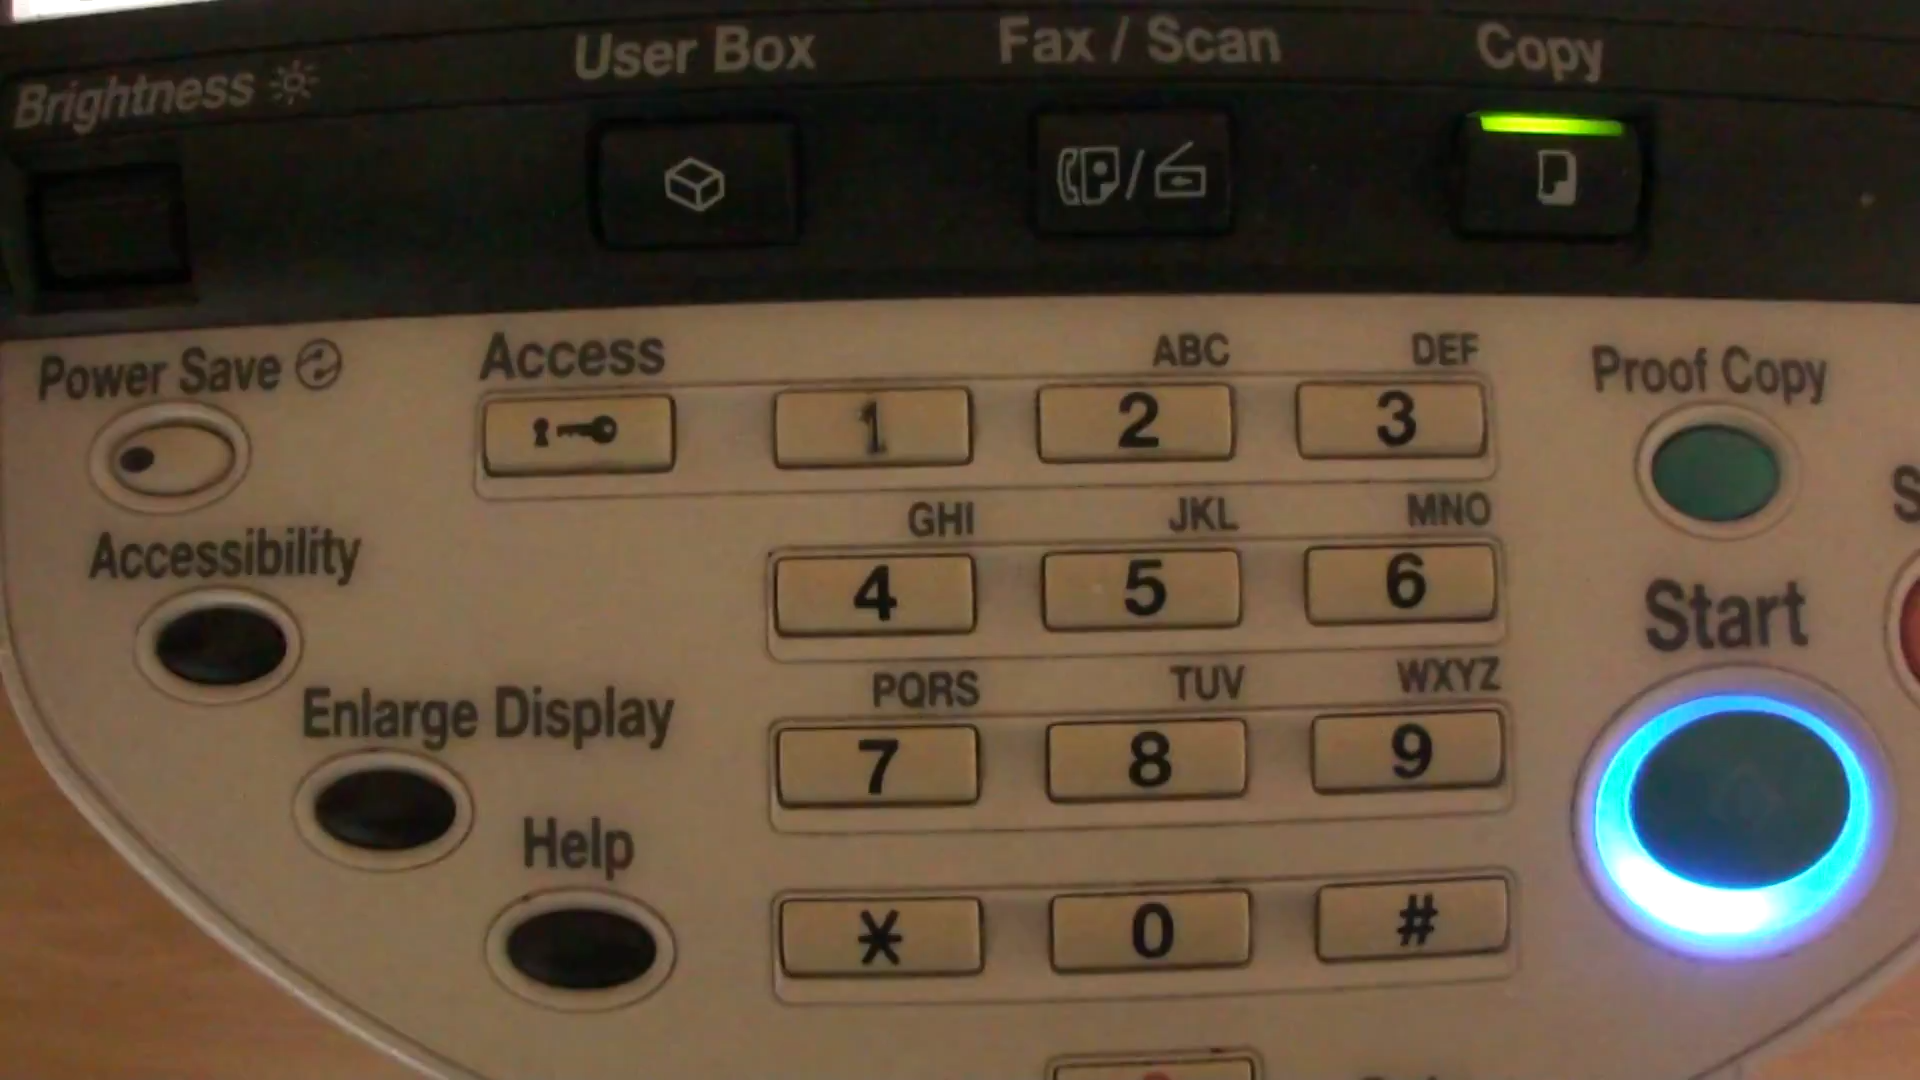 Brightness
User Box
Fax / Scan
Copy
Power Save
Access
ABC
DEF
Proof Copy
1
2
3
Accessibility
GHI
JKL
MNO
4
5
6
Start
Enlarge Display
PQRS
TUV
WXYZ
7
8
9
Help
*
0
#